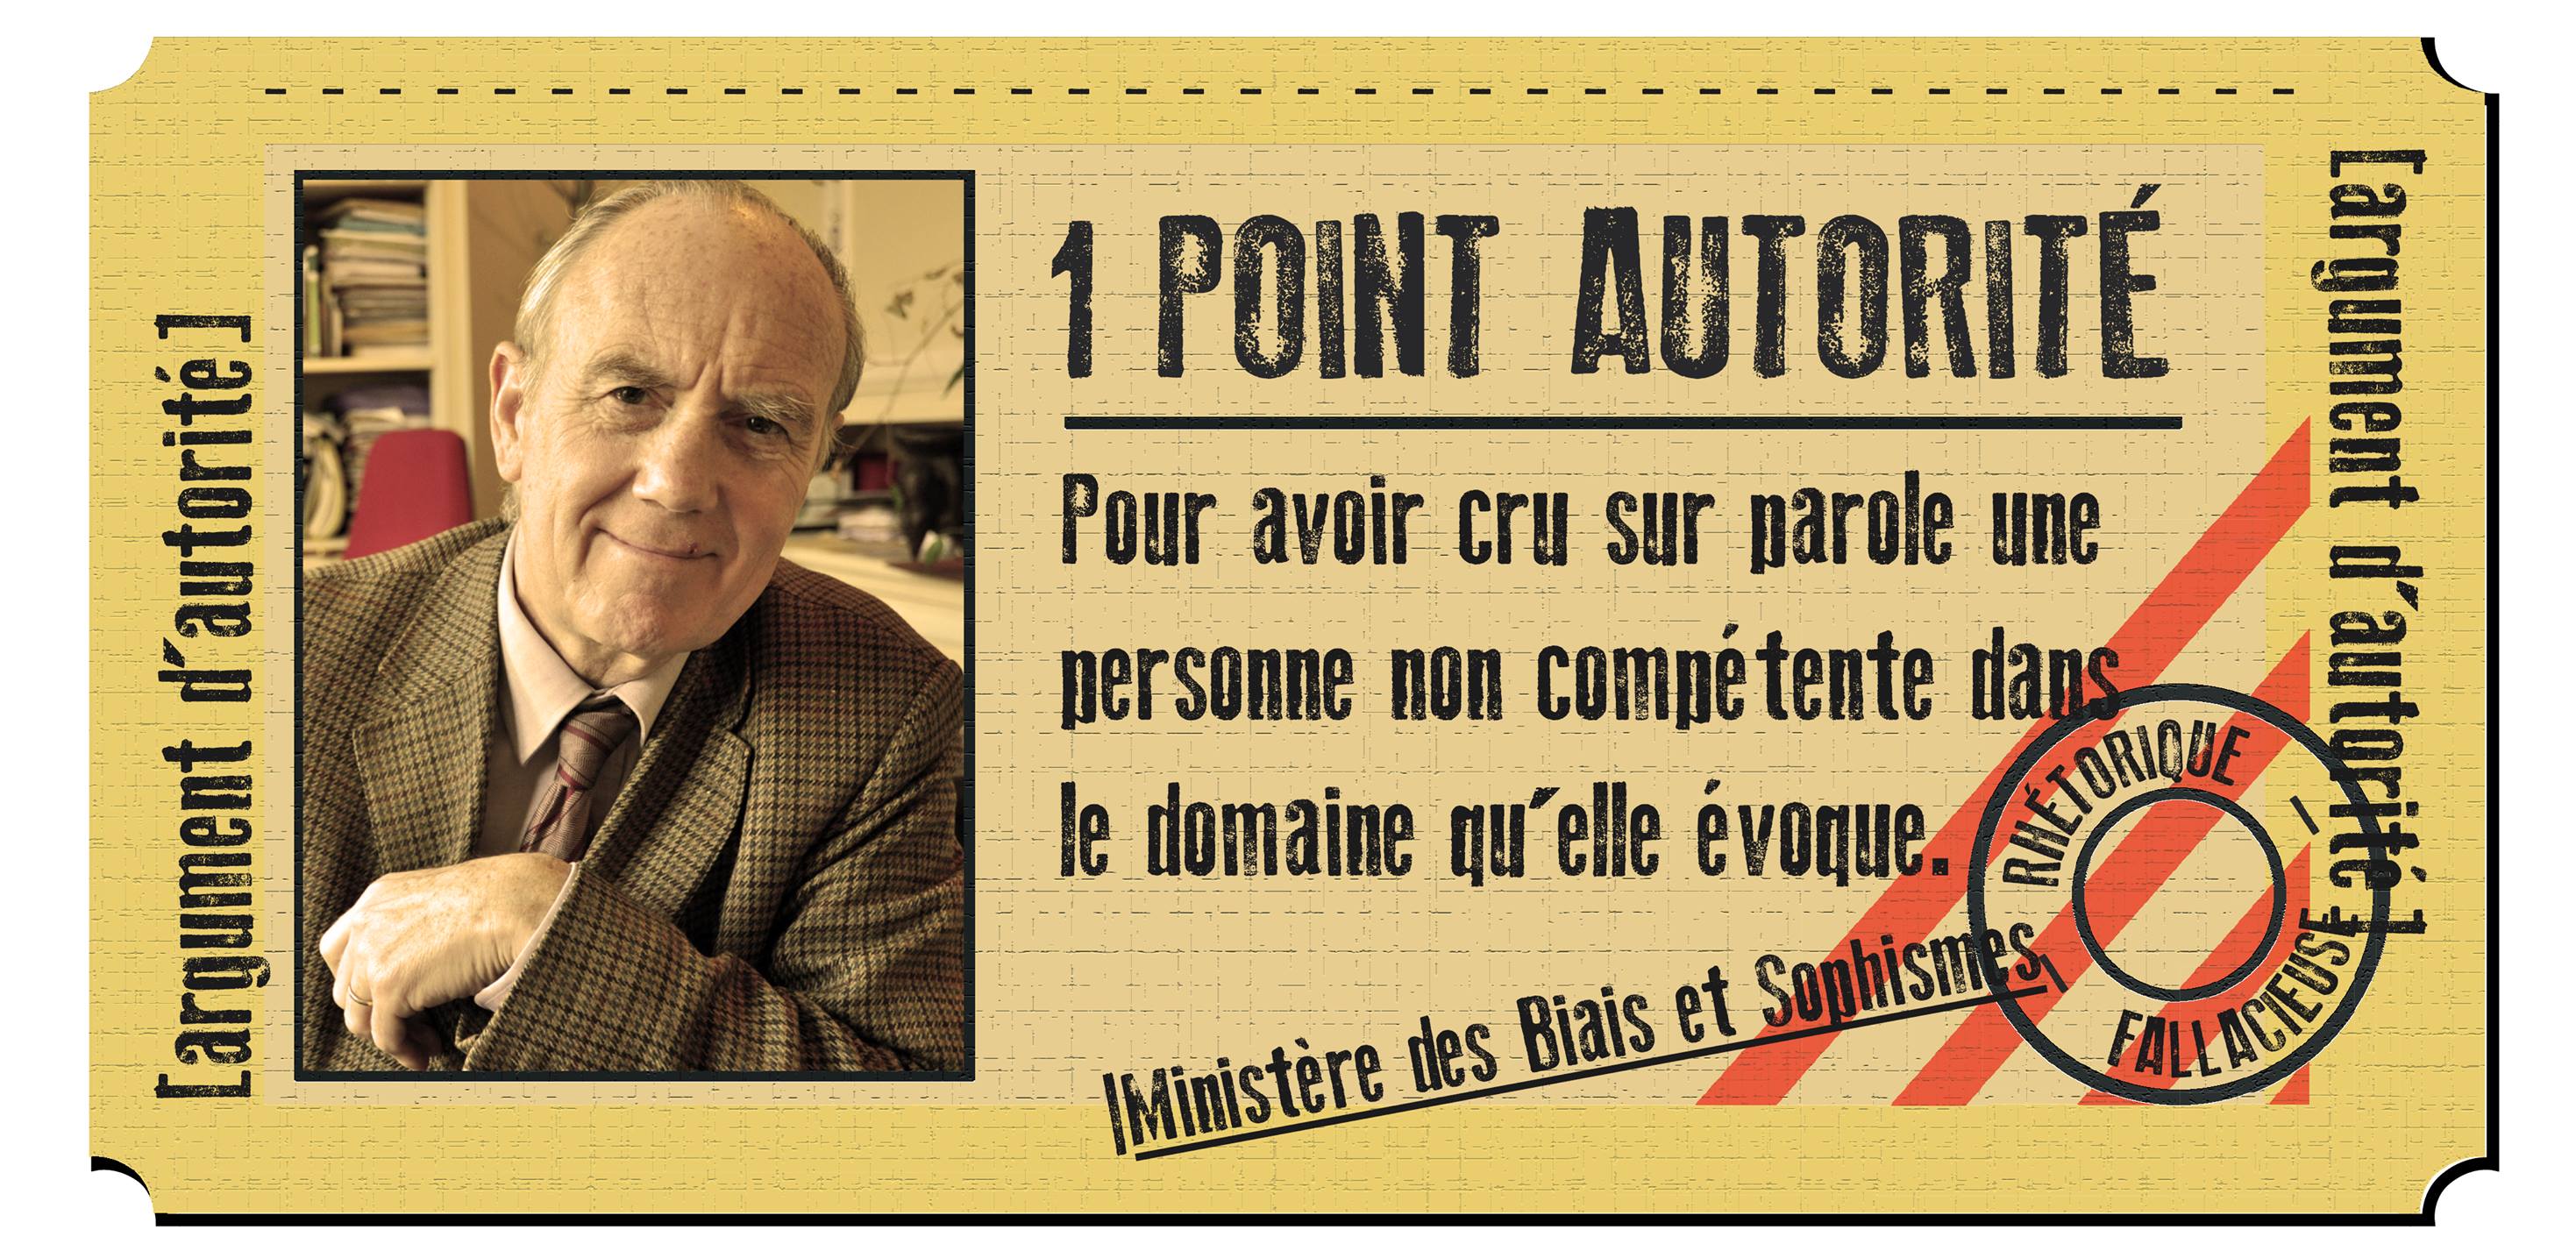 [argument d'autorité]
1 POINT AUTORITÉ
Pour avoir cru sur parole une
personne non compétente dans
le domaine qu'elle évoque.
|Ministère des Biais et Sophismes|
RHÉTORIQUE
FALLACIEUSE
[argument d'autorité]